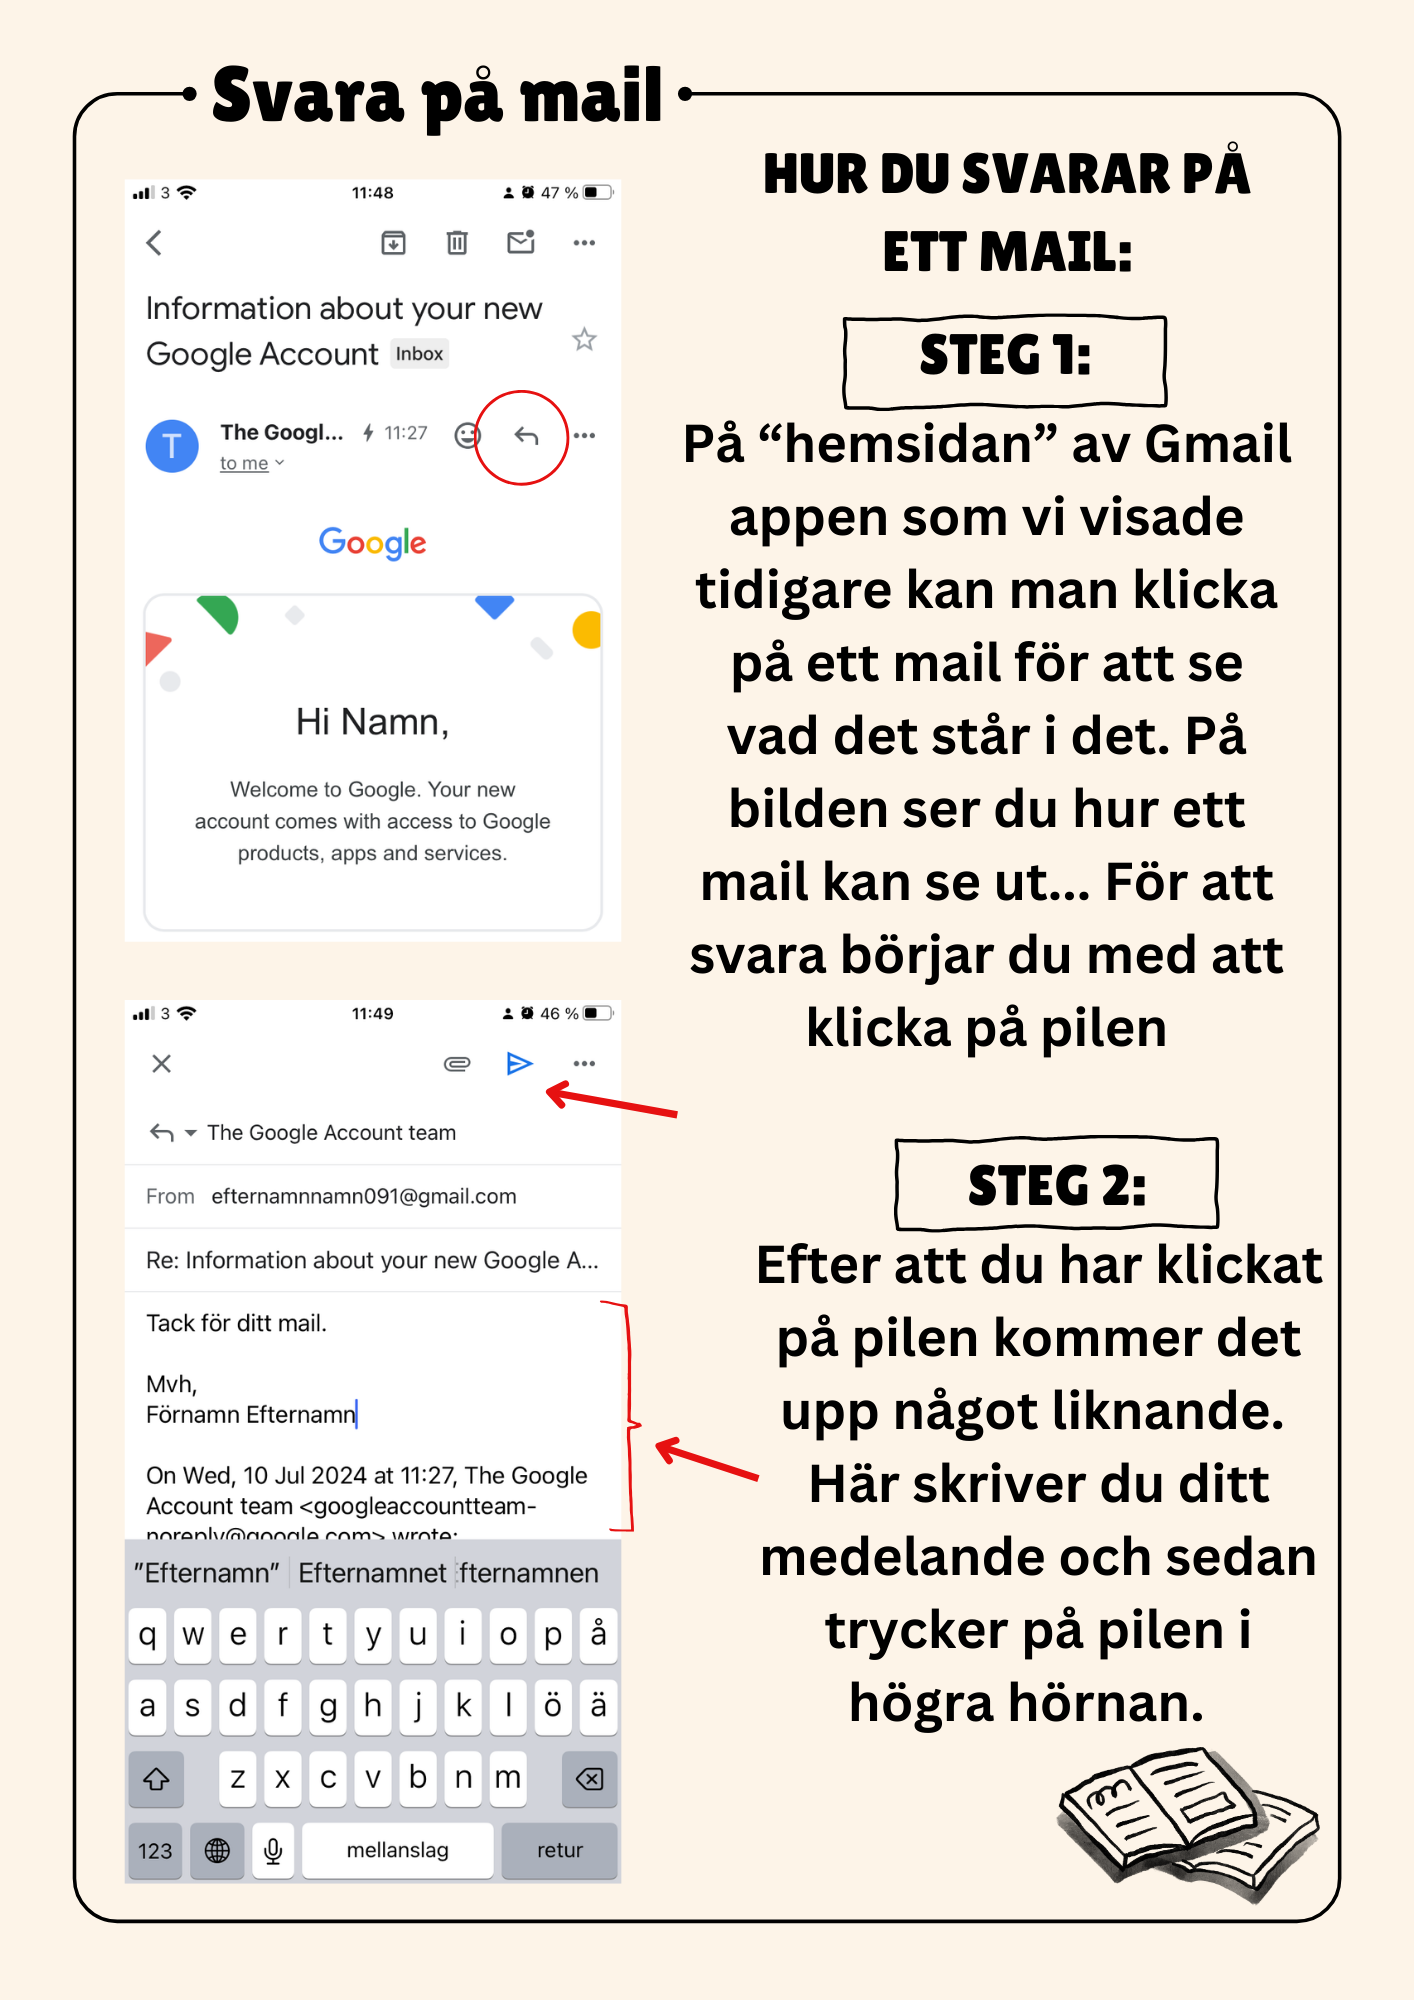 Svara på mail
HUR DU SVARAR PÅ
ETT MAIL:
STEG 1:
På “hemsidan” av Gmail
appen som vi visade
tidigare kan man klicka
på ett mail för att se
vad det står i det. På
bilden ser du hur ett
mail kan se ut... För att
svara börjar du med att
klicka på pilen
3 11:48 47 %
Information about your new
Google Account Inbox
T The Googl... 11:27
to me
Google
Hi Namn,
Welcome to Google. Your new
account comes with access to Google
products, apps and services.
STEG 2:
Efter att du har klickat
på pilen kommer det
upp något liknande.
Här skriver du ditt
medelande och sedan
trycker på pilen i
högra hörnan.
3 11:49 46 %
The Google Account team
From efternamnnamn091@gmail.com
Re: Information about your new Google A...
Tack för ditt mail.
Mvh,
Förnamn Efternamn
On Wed, 10 Jul 2024 at 11:27, The Google
Account team <googleaccountteam-
noreply@google.com> wrote:
”Efternamn” Efternamnet fternamnen
q w e r t y u i o p å
a s d f g h j k l ö ä
z x c v b n m
123 mellanslag retur